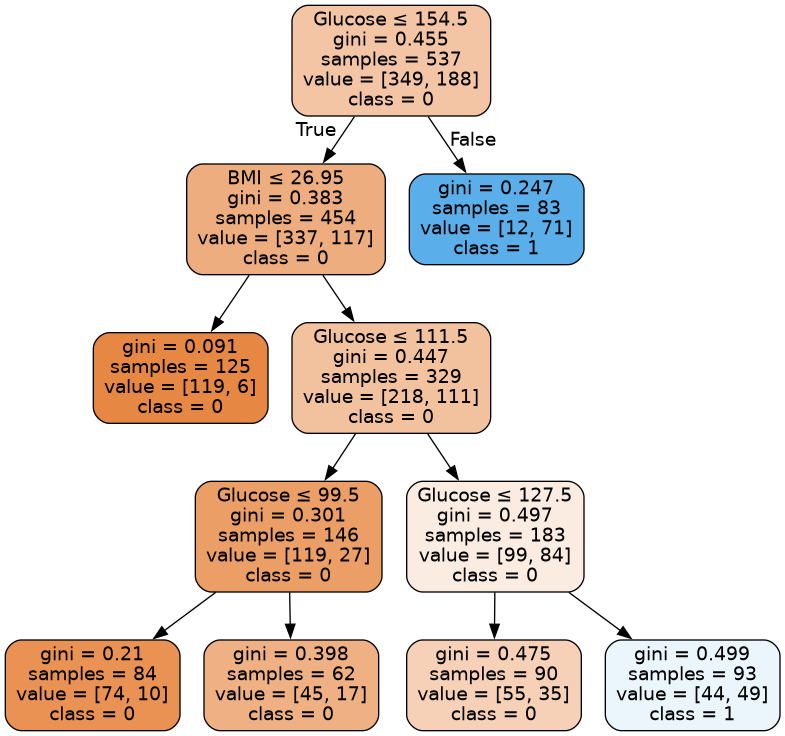 Glucose ≤ 154.5
gini = 0.455
samples = 537
value = [349, 188]
class = 0
True
False
BMI ≤ 26.95
gini = 0.383
samples = 454
value = [337, 117]
class = 0
gini = 0.247
samples = 83
value = [12, 71]
class = 1
gini = 0.091
samples = 125
value = [119, 6]
class = 0
Glucose ≤ 111.5
gini = 0.447
samples = 329
value = [218, 111]
class = 0
Glucose ≤ 99.5
gini = 0.301
samples = 146
value = [119, 27]
class = 0
Glucose ≤ 127.5
gini = 0.497
samples = 183
value = [99, 84]
class = 0
gini = 0.21
samples = 84
value = [74, 10]
class = 0
gini = 0.398
samples = 62
value = [45, 17]
class = 0
gini = 0.475
samples = 90
value = [55, 35]
class = 0
gini = 0.499
samples = 93
value = [44, 49]
class = 1